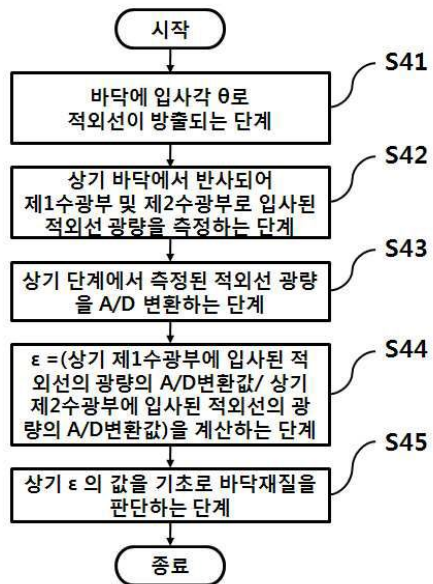 시작
S41
바닥에 입사각 θ로
적외선이 방출되는 단계
S42
상기 바닥에서 반사되어
제1수광부 및 제2수광부로 입사된
적외선 광량을 측정하는 단계
S43
상기 단계에서 측정된 적외선 광량
을 A/D 변환하는 단계
S44
ε =(상기 제1수광부에 입사된 적
외선의 광량의 A/D변환값/ 상기
제2수광부에 입사된 적외선의 광
량의 A/D변환값)을 계산하는 단계
S45
상기 ε 의 값을 기초로 바닥재질을
판단하는 단계
종료